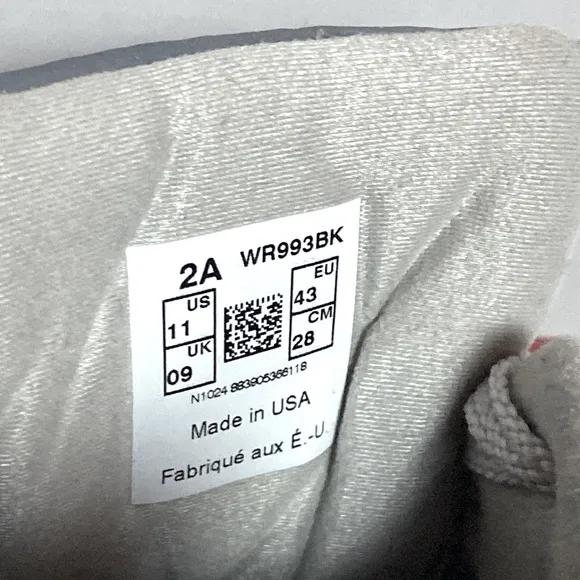 2A WR993BK
US
11
UK
09
EU
43
CM
28
N1024 883905366118
Made in USA
Fabriqué aux É.-U.